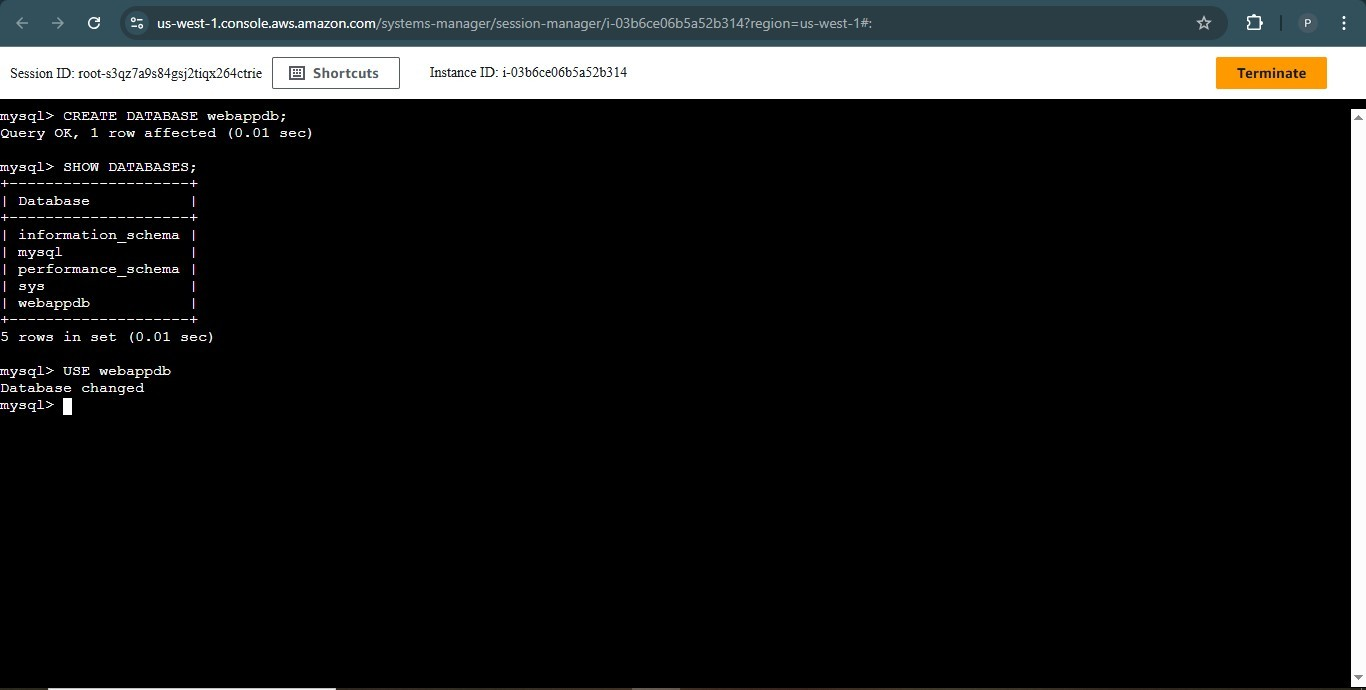 us-west-1.console.aws.amazon.com/systems-manager/session-manager/i-03b6ce06b5a52b314?region=us-west-1#:
P
Session ID: root-s3qz7a9s84gsj2tiqx264ctrie
Shortcuts
Instance ID: i-03b6ce06b5a52b314
Terminate
mysql> CREATE DATABASE webappdb;
Query OK, 1 row affected (0.01 sec)
mysql> SHOW DATABASES;
+--------------------+
| Database           |
+--------------------+
| information_schema |
| mysql              |
| performance_schema |
| sys                |
| webappdb           |
+--------------------+
5 rows in set (0.01 sec)
mysql> USE webappdb
Database changed
mysql>